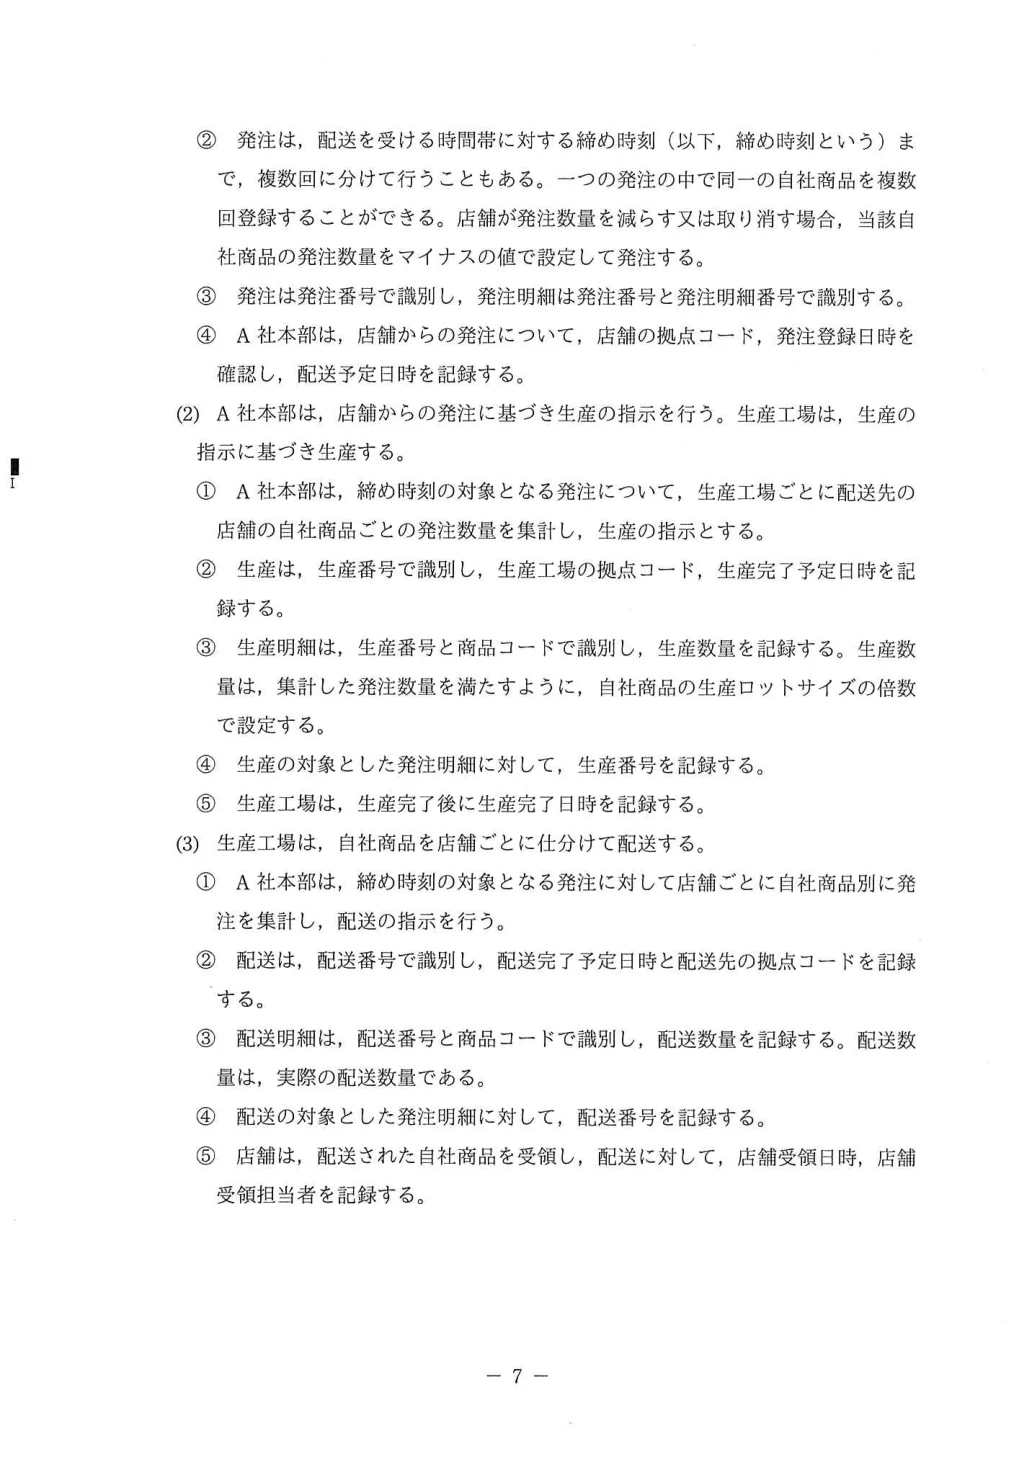 ② 発注は，配送を受ける時間帯に対する締め時刻（以下，締め時刻という）ま
で，複数回に分けて行うこともある。一つの発注の中で同一の自社商品を複数
回登録することができる。店舗が発注数量を減らす又は取り消す場合，当該自
社商品の発注数量をマイナスの値で設定して発注する。
③ 発注は発注番号で識別し，発注明細は発注番号と発注明細番号で識別する。
④ A 社本部は，店舗からの発注について，店舗の拠点コード，発注登録日時を
確認し，配送予定日時を記録する。
(2) A 社本部は，店舗からの発注に基づき生産の指示を行う。生産工場は，生産の
指示に基づき生産する。
① A 社本部は，締め時刻の対象となる発注について，生産工場ごとに配送先の
店舗の自社商品ごとの発注数量を集計し，生産の指示とする。
② 生産は，生産番号で識別し，生産工場の拠点コード，生産完了予定日時を記
録する。
③ 生産明細は，生産番号と商品コードで識別し，生産数量を記録する。生産数
量は，集計した発注数量を満たすように，自社商品の生産ロットサイズの倍数
で設定する。
④ 生産の対象とした発注明細に対して，生産番号を記録する。
⑤ 生産工場は，生産完了後に生産完了日時を記録する。
(3) 生産工場は，自社商品を店舗ごとに仕分けて配送する。
① A 社本部は，締め時刻の対象となる発注に対して店舗ごとに自社商品別に発
注を集計し，配送の指示を行う。
② 配送は，配送番号で識別し，配送完了予定日時と配送先の拠点コードを記録
する。
③ 配送明細は，配送番号と商品コードで識別し，配送数量を記録する。配送数
量は，実際の配送数量である。
④ 配送の対象とした発注明細に対して，配送番号を記録する。
⑤ 店舗は，配送された自社商品を受領し，配送に対して，店舗受領日時，店舗
受領担当者を記録する。
－ 7 －